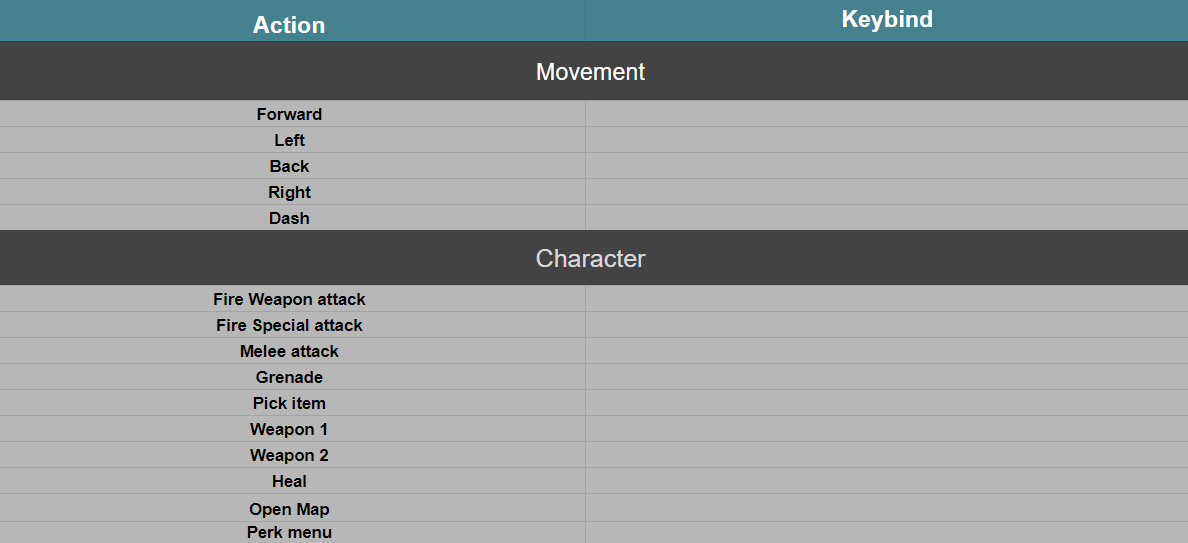 Action Keybind
Movement
Forward
Left
Back
Right
Dash
Character
Fire Weapon attack
Fire Special attack
Melee attack
Grenade
Pick item
Weapon 1
Weapon 2
Heal
Open Map
Perk menu